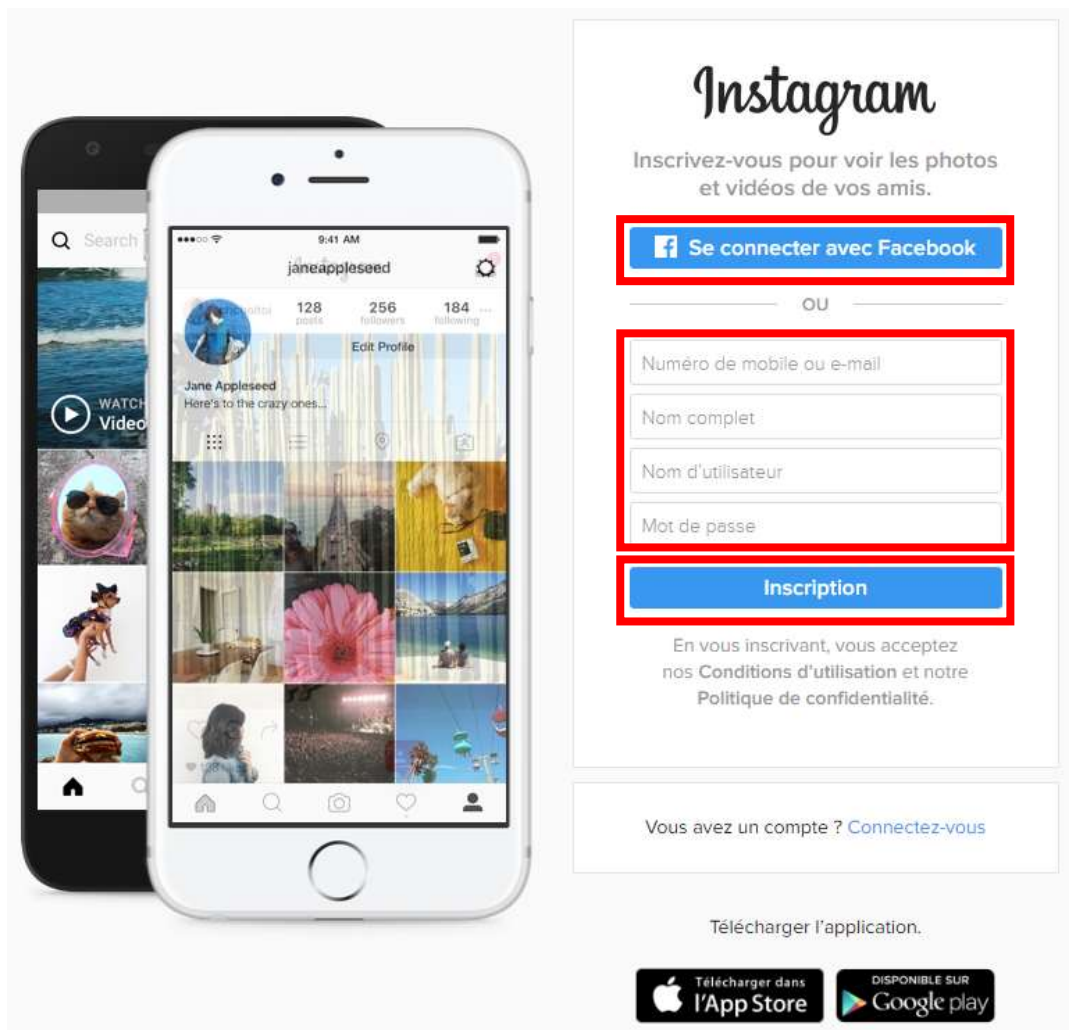 Instagram
Inscrivez-vous pour voir les photos
et vidéos de vos amis.
Se connecter avec Facebook
OU
Numéro de mobile ou e-mail
Nom complet
Nom d'utilisateur
Mot de passe
Inscription
En vous inscrivant, vous acceptez
nos Conditions d'utilisation et notre
Politique de confidentialité.
Vous avez un compte ? Connectez-vous
Télécharger l'application.
Télécharger dans
l'App Store
DISPONIBLE SUR
Google play
Search
WATCH
Video
9:41 AM
janeappleseed
128 256 184
posts followers following
Edit Profile
Jane Appleseed
Here's to the crazy ones...